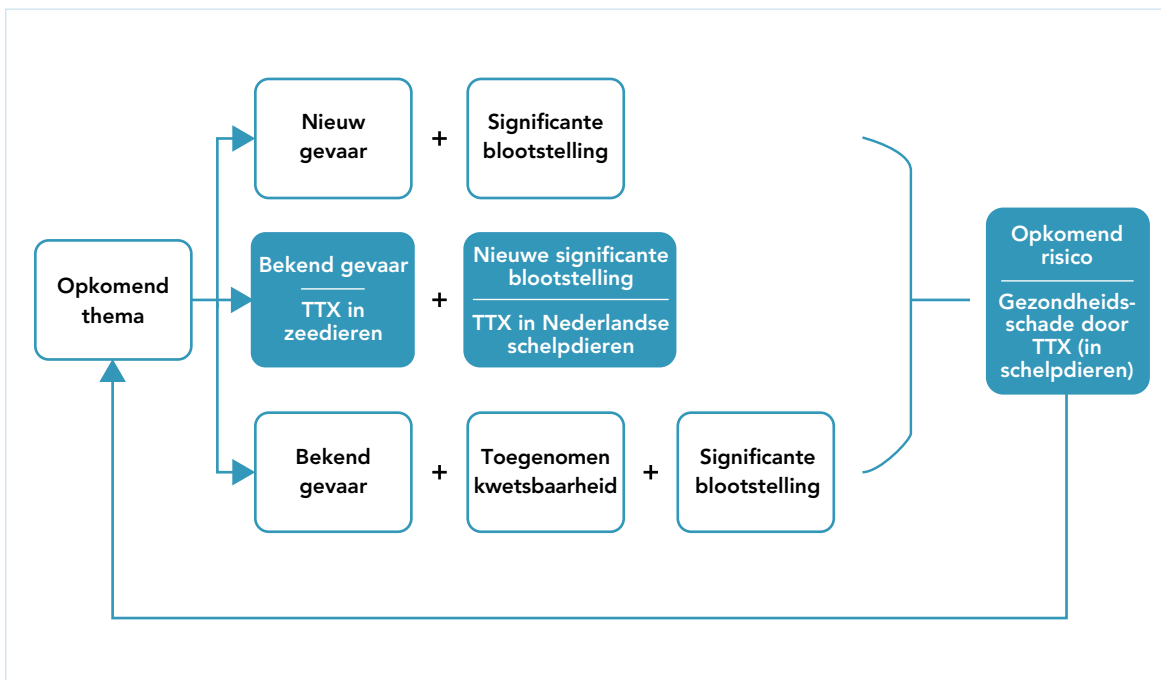 Nieuw
gevaar
+
Significante
blootstelling
Opkomend
thema
Bekend gevaar
TTX in
zeedieren
+
Nieuwe significante
blootstelling
TTX in Nederlandse
schelpdieren
Opkomend
risico
Gezondheids-
schade door
TTX (in
schelpdieren)
Bekend
gevaar
+
Toegenomen
kwetsbaarheid
+
Significante
blootstelling